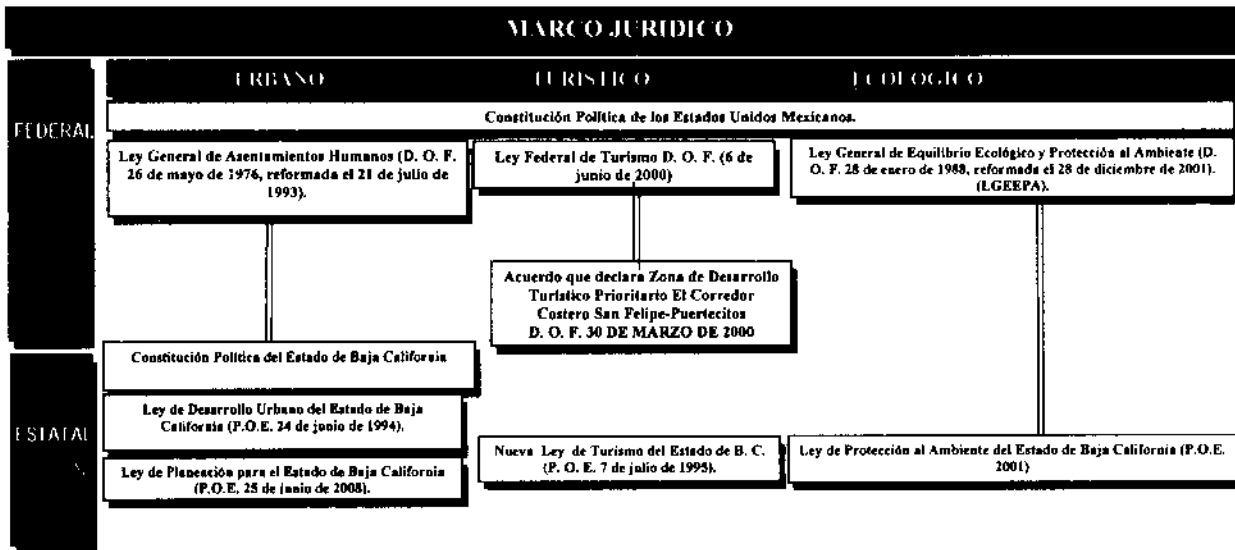 MARCO JURIDICO
URBANO
TURISTICO
ECOLOGICO
FEDERAL
Constitución Política de los Estados Unidos Mexicanos.
Ley General de Asentamientos Humanos (D. O. F.
26 de mayo de 1976, reformada el 21 de julio de
1993).
Ley Federal de Turismo D. O. F. (6 de
junio de 2000)
Ley General de Equilibrio Ecológico y Protección al Ambiente (D.
O. F. 28 de enero de 1988, reformada el 28 de diciembre de 2001).
(LGEEPA).
Acuerdo que declara Zona de Desarrollo
Turístico Prioritario El Corredor
Costero San Felipe-Puertecitos
D. O. F. 30 DE MARZO DE 2000
ESTATAL
Constitución Política del Estado de Baja California
Ley de Desarrollo Urbano del Estado de Baja
California (P.O.E. 24 de junio de 1994).
Ley de Planeación para el Estado de Baja California
(P.O.E, 25 de junio de 2008).
Nueva Ley de Turismo del Estado de B. C.
(P. O. E. 7 de julio de 1995).
Ley de Protección al Ambiente del Estado de Baja California (P.O.E.
2001)